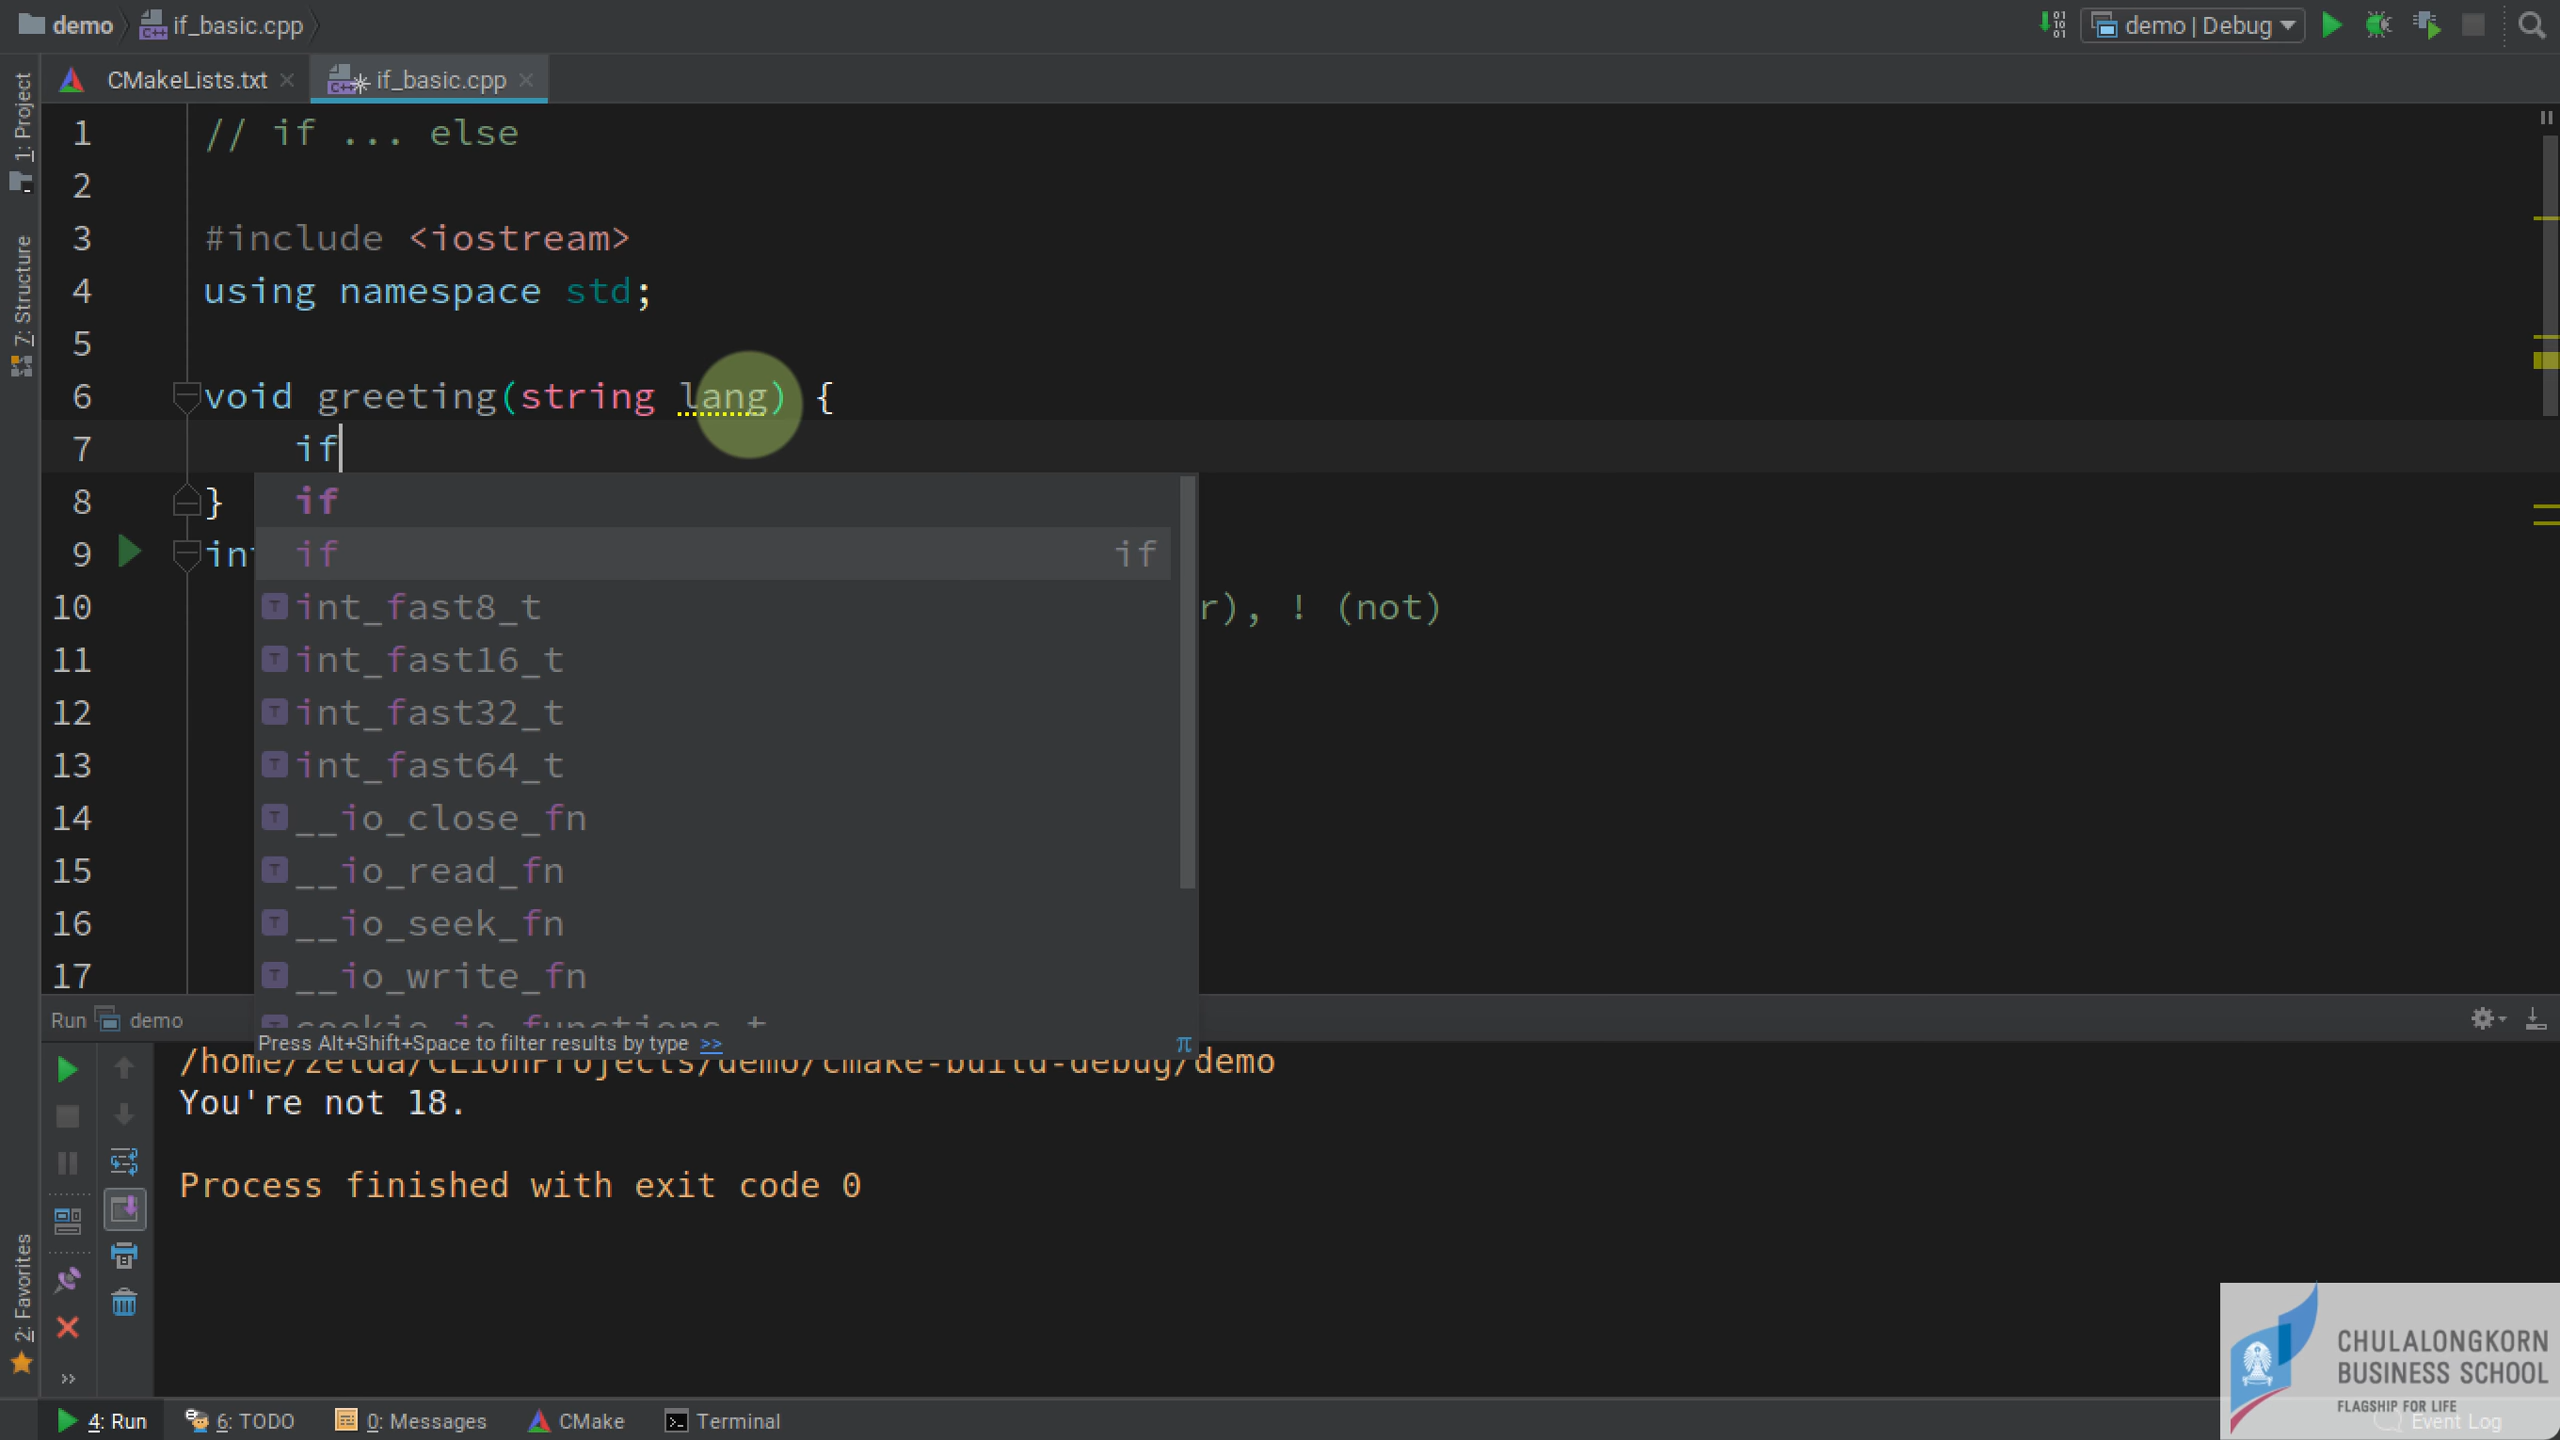 demo if_basic.cpp
demo | Debug
CMakeLists.txt if_basic.cpp
1: Project
7: Structure
2: Favorites
1 // if ... else
2
3 #include <iostream>
4 using namespace std;
5
6 void greeting(string lang) {
7 if
8 }
9 in
10 r), ! (not)
11
12
13
14
15
16
17
if
if if
int_fast8_t
int_fast16_t
int_fast32_t
int_fast64_t
__io_close_fn
__io_read_fn
__io_seek_fn
__io_write_fn
cookie_io_functions_t
Press Alt+Shift+Space to filter results by type >> π
Run demo
/home/zelda/CLionProjects/demo/cmake-build-debug/demo
You're not 18.
Process finished with exit code 0
4: Run 6: TODO 0: Messages CMake Terminal
CHULALONGKORN
BUSINESS SCHOOL
FLAGSHIP FOR LIFE
Event Log